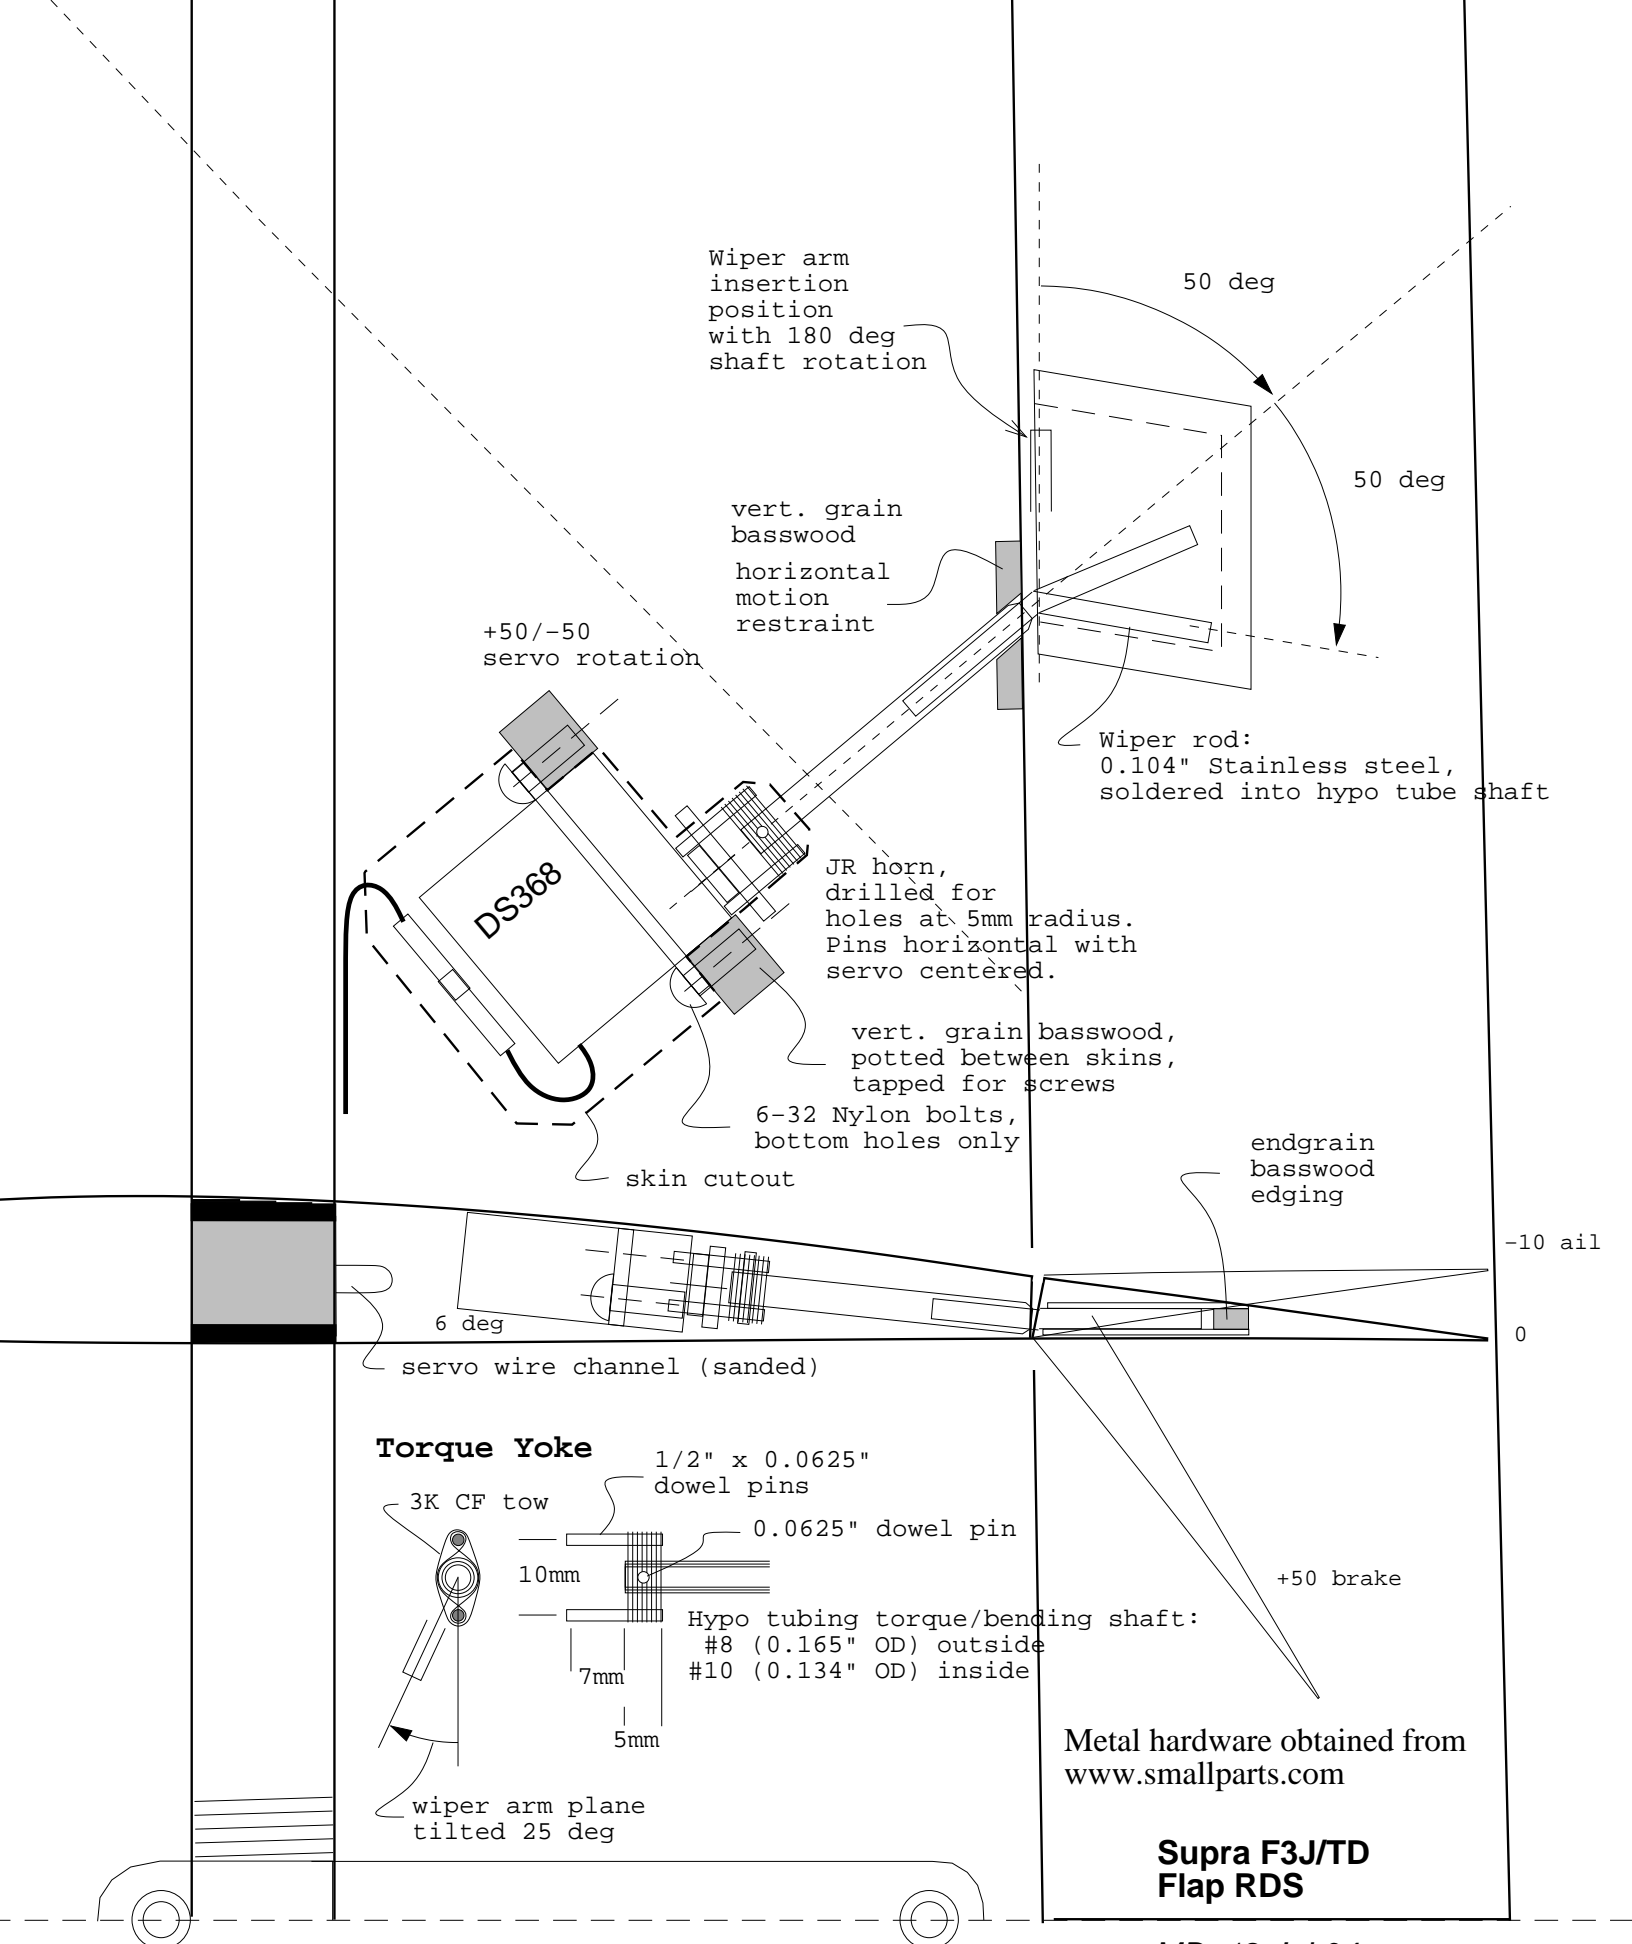 Wiper arm
insertion
position
with 180 deg
shaft rotation
50 deg
50 deg
vert. grain
basswood
horizontal
motion
restraint
+50/-50
servo rotation
Wiper rod:
0.104" Stainless steel,
soldered into hypo tube shaft
DS368
JR horn,
drilled for
holes at 5mm radius.
Pins horizontal with
servo centered.
vert. grain basswood,
potted between skins,
tapped for screws
6-32 Nylon bolts,
bottom holes only
skin cutout
endgrain
basswood
edging
-10 ail
6 deg
0
servo wire channel (sanded)
Torque Yoke
1/2" x 0.0625"
dowel pins
3K CF tow
0.0625" dowel pin
10mm
+50 brake
Hypo tubing torque/bending shaft:
#8 (0.165" OD) outside
#10 (0.134" OD) inside
7mm
5mm
Metal hardware obtained from
www.smallparts.com
wiper arm plane
tilted 25 deg
Supra F3J/TD
Flap RDS